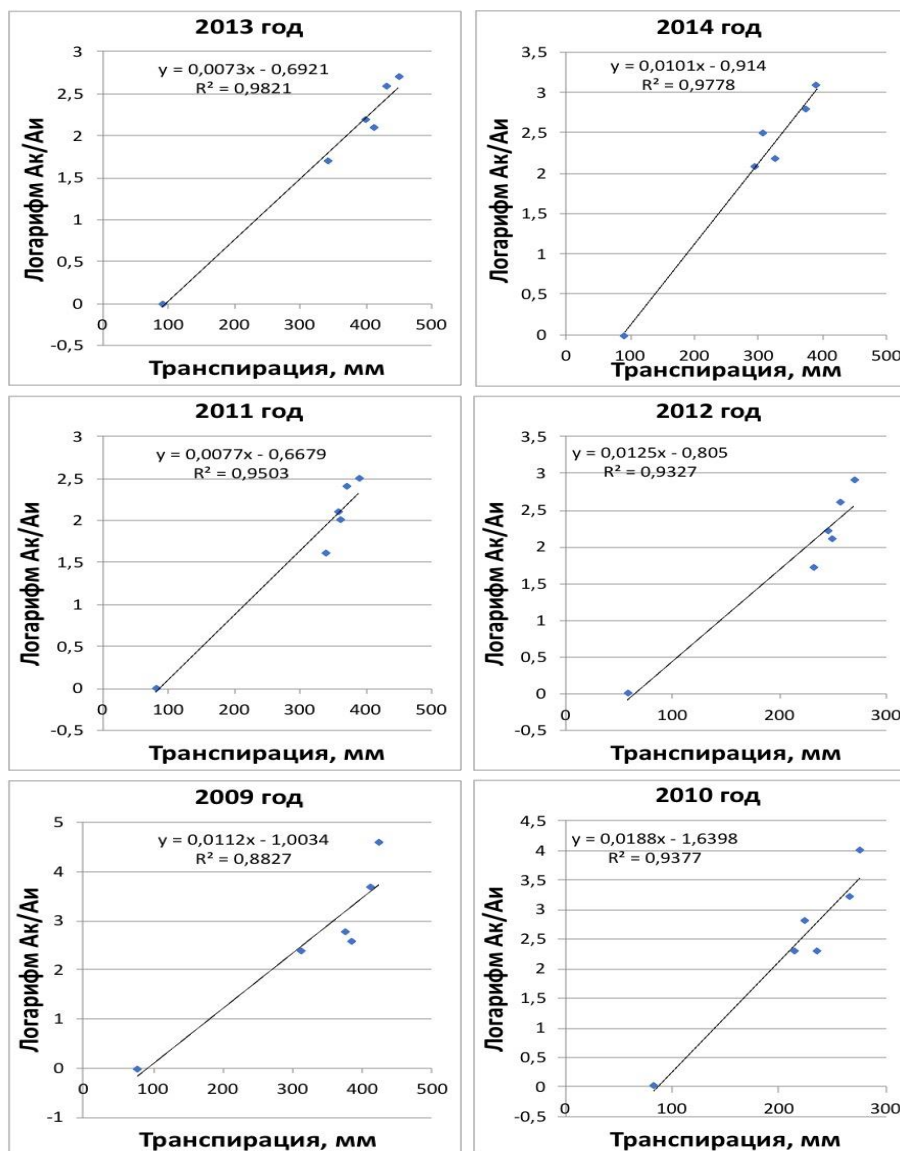 2013 год
y = 0,0073x - 0,6921
R² = 0,9821
3
2,5
2
1,5
1
0,5
0
-0,5
0 100 200 300 400 500
Логарифм Ак/Аи
Транспирация, мм
2014 год
y = 0,0101x - 0,914
R² = 0,9778
3,5
3
2,5
2
1,5
1
0,5
0
0 100 200 300 400 500
Логарифм Ак/Аи
Транспирация, мм
2011 год
y = 0,0077x - 0,6679
R² = 0,9503
3
2,5
2
1,5
1
0,5
0
-0,5
0 100 200 300 400 500
Логарифм Ак/Аи
Транспирация, мм
2012 год
y = 0,0125x - 0,805
R² = 0,9327
3,5
3
2,5
2
1,5
1
0,5
0
-0,5
0 100 200 300
Логарифм Ак/Аи
Транспирация, мм
2009 год
y = 0,0112x - 1,0034
R² = 0,8827
5
4
3
2
1
0
-1
0 100 200 300 400 500
Логарифм Ак/Аи
Транспирация, мм
2010 год
y = 0,0188x - 1,6398
R² = 0,9377
4,5
4
3,5
3
2,5
2
1,5
1
0,5
0
-0,5
0 100 200 300
Логарифм Ак/Аи
Транспирация, мм